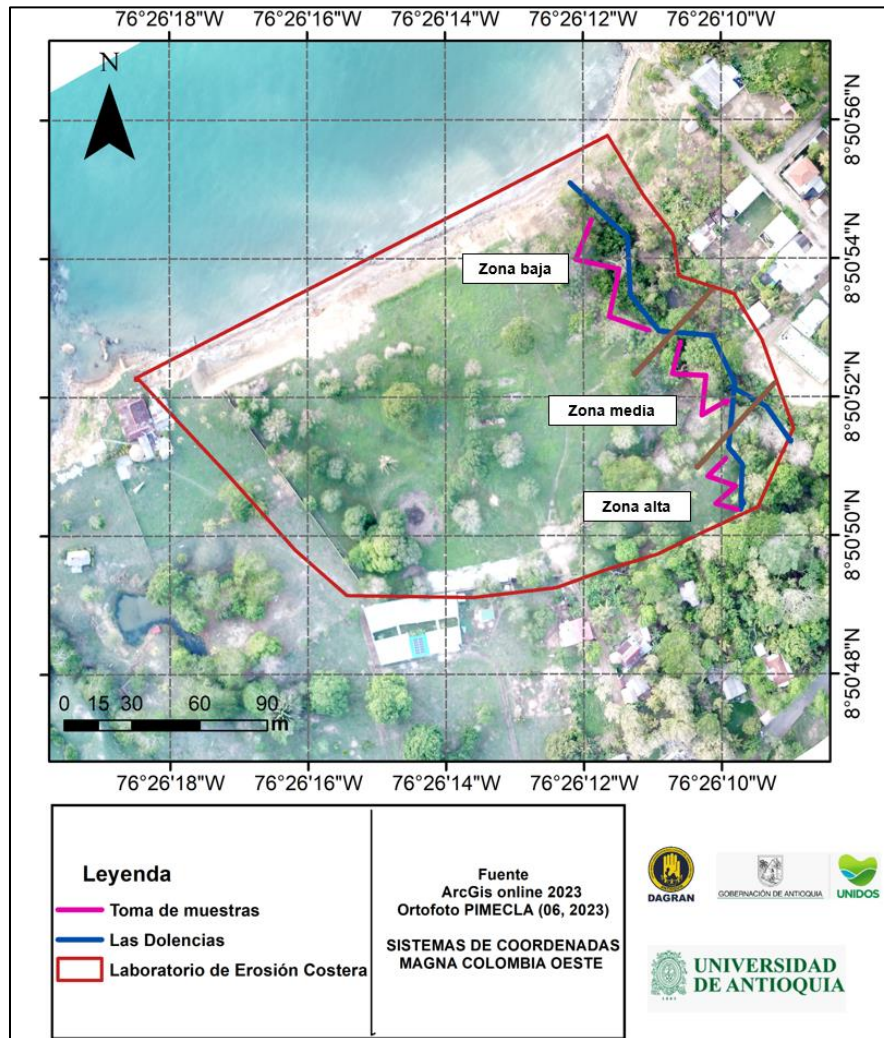 76°26'18"W 76°26'16"W 76°26'14"W 76°26'12"W 76°26'10"W
N
8°50'56"N
8°50'54"N
Zona baja
8°50'52"N
Zona media
Zona alta
8°50'50"N
8°50'48"N
0 15 30 60 90
m
76°26'18"W 76°26'16"W 76°26'14"W 76°26'12"W 76°26'10"W
Leyenda
Toma de muestras
Las Dolencias
Laboratorio de Erosión Costera
Fuente
ArcGis online 2023
Ortofoto PIMECLA (06, 2023)
SISTEMAS DE COORDENADAS
MAGNA COLOMBIA OESTE
DAGRAN
GOBERNACIÓN DE ANTIOQUIA
UNIDOS
UNIVERSIDAD
DE ANTIOQUIA
1803